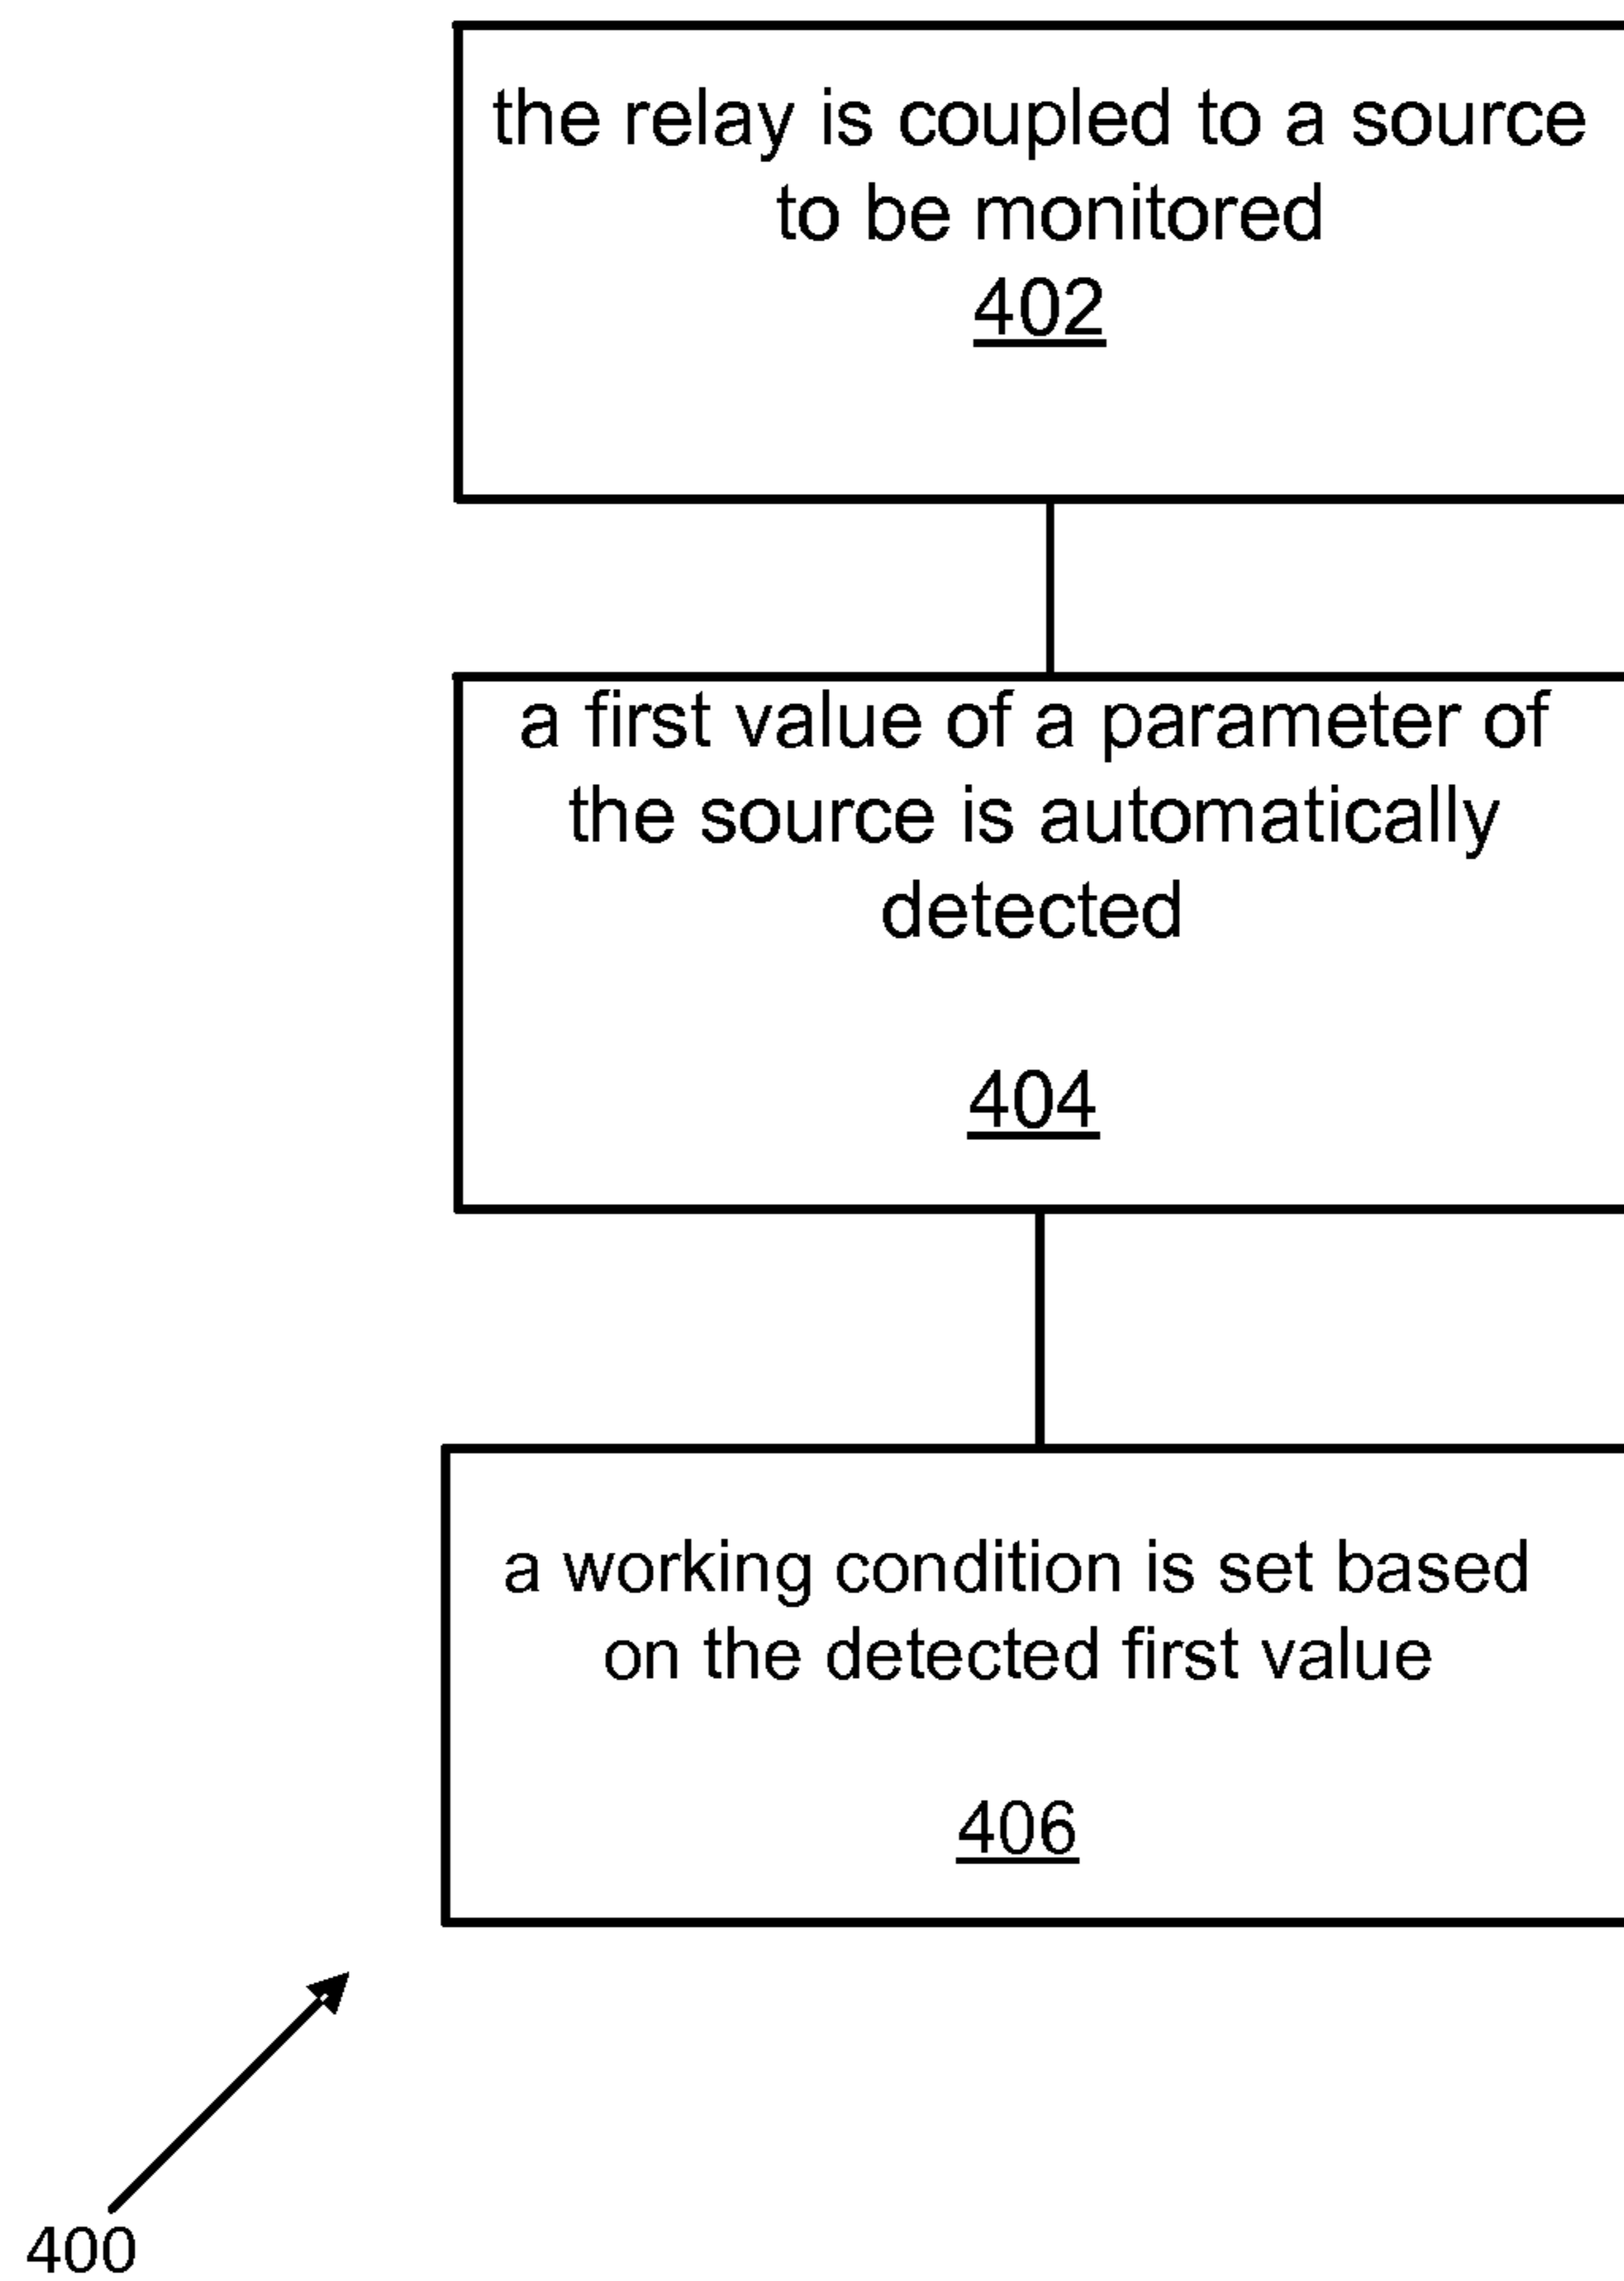 the relay is coupled to a source
to be monitored
402
a first value of a parameter of
the source is automatically
detected
404
a working condition is set based
on the detected first value
406
400